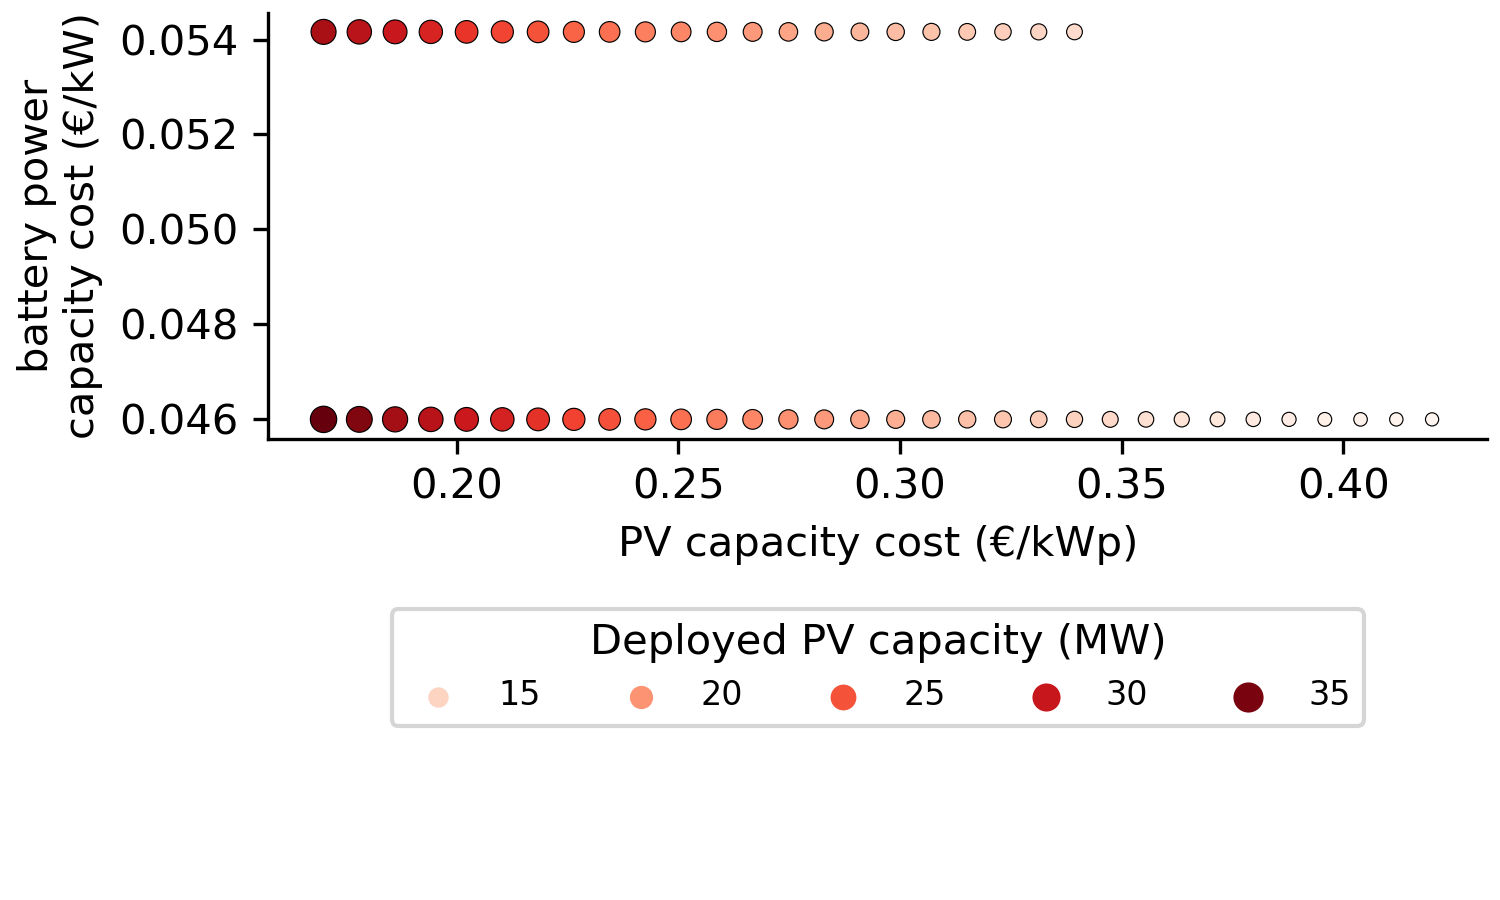 battery power
capacity cost (€/kW)
0.054
0.052
0.050
0.048
0.046
0.20 0.25 0.30 0.35 0.40
PV capacity cost (€/kWp)
Deployed PV capacity (MW)
15 20 25 30 35